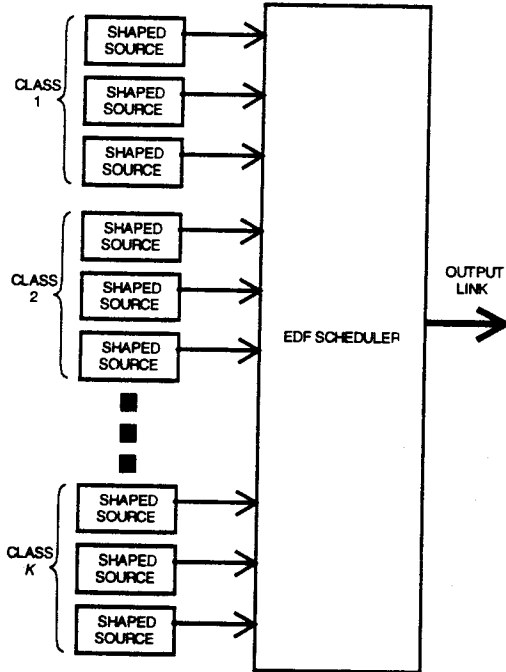 CLASS
1
SHAPED
SOURCE
SHAPED
SOURCE
SHAPED
SOURCE
CLASS
2
SHAPED
SOURCE
SHAPED
SOURCE
SHAPED
SOURCE
CLASS
K
SHAPED
SOURCE
SHAPED
SOURCE
SHAPED
SOURCE
EDF SCHEDULER
OUTPUT
LINK